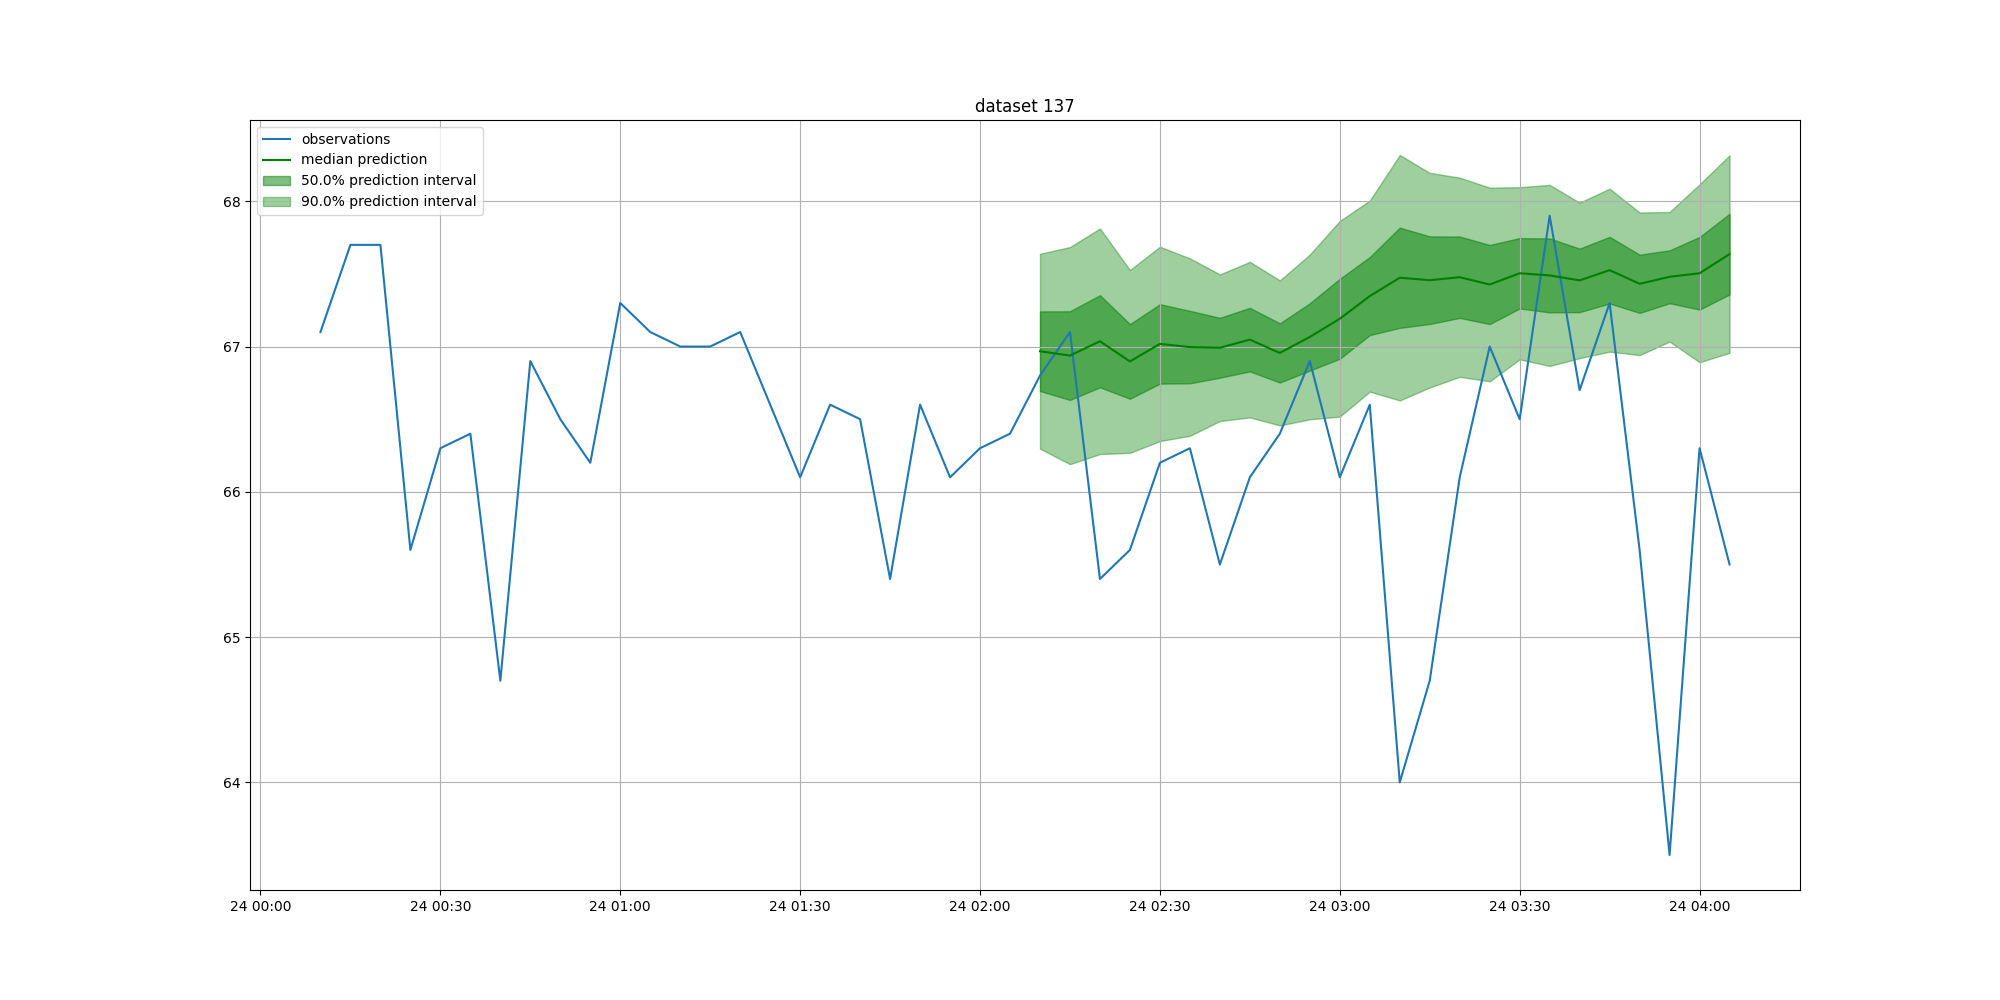 dataset 137
observations
median prediction
50.0% prediction interval
90.0% prediction interval
68
67
66
65
64
24 00:00 24 00:30 24 01:00 24 01:30 24 02:00 24 02:30 24 03:00 24 03:30 24 04:00